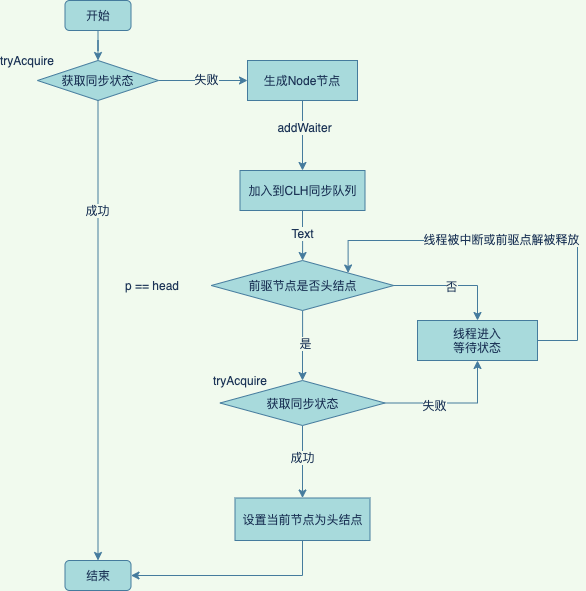 开始
tryAcquire
获取同步状态
失败
生成Node节点
addWaiter
加入到CLH同步队列
成功
Text
线程被中断或前驱点解被释放
p == head
前驱节点是否头结点
否
线程进入
等待状态
是
tryAcquire
获取同步状态
失败
成功
设置当前节点为头结点
结束